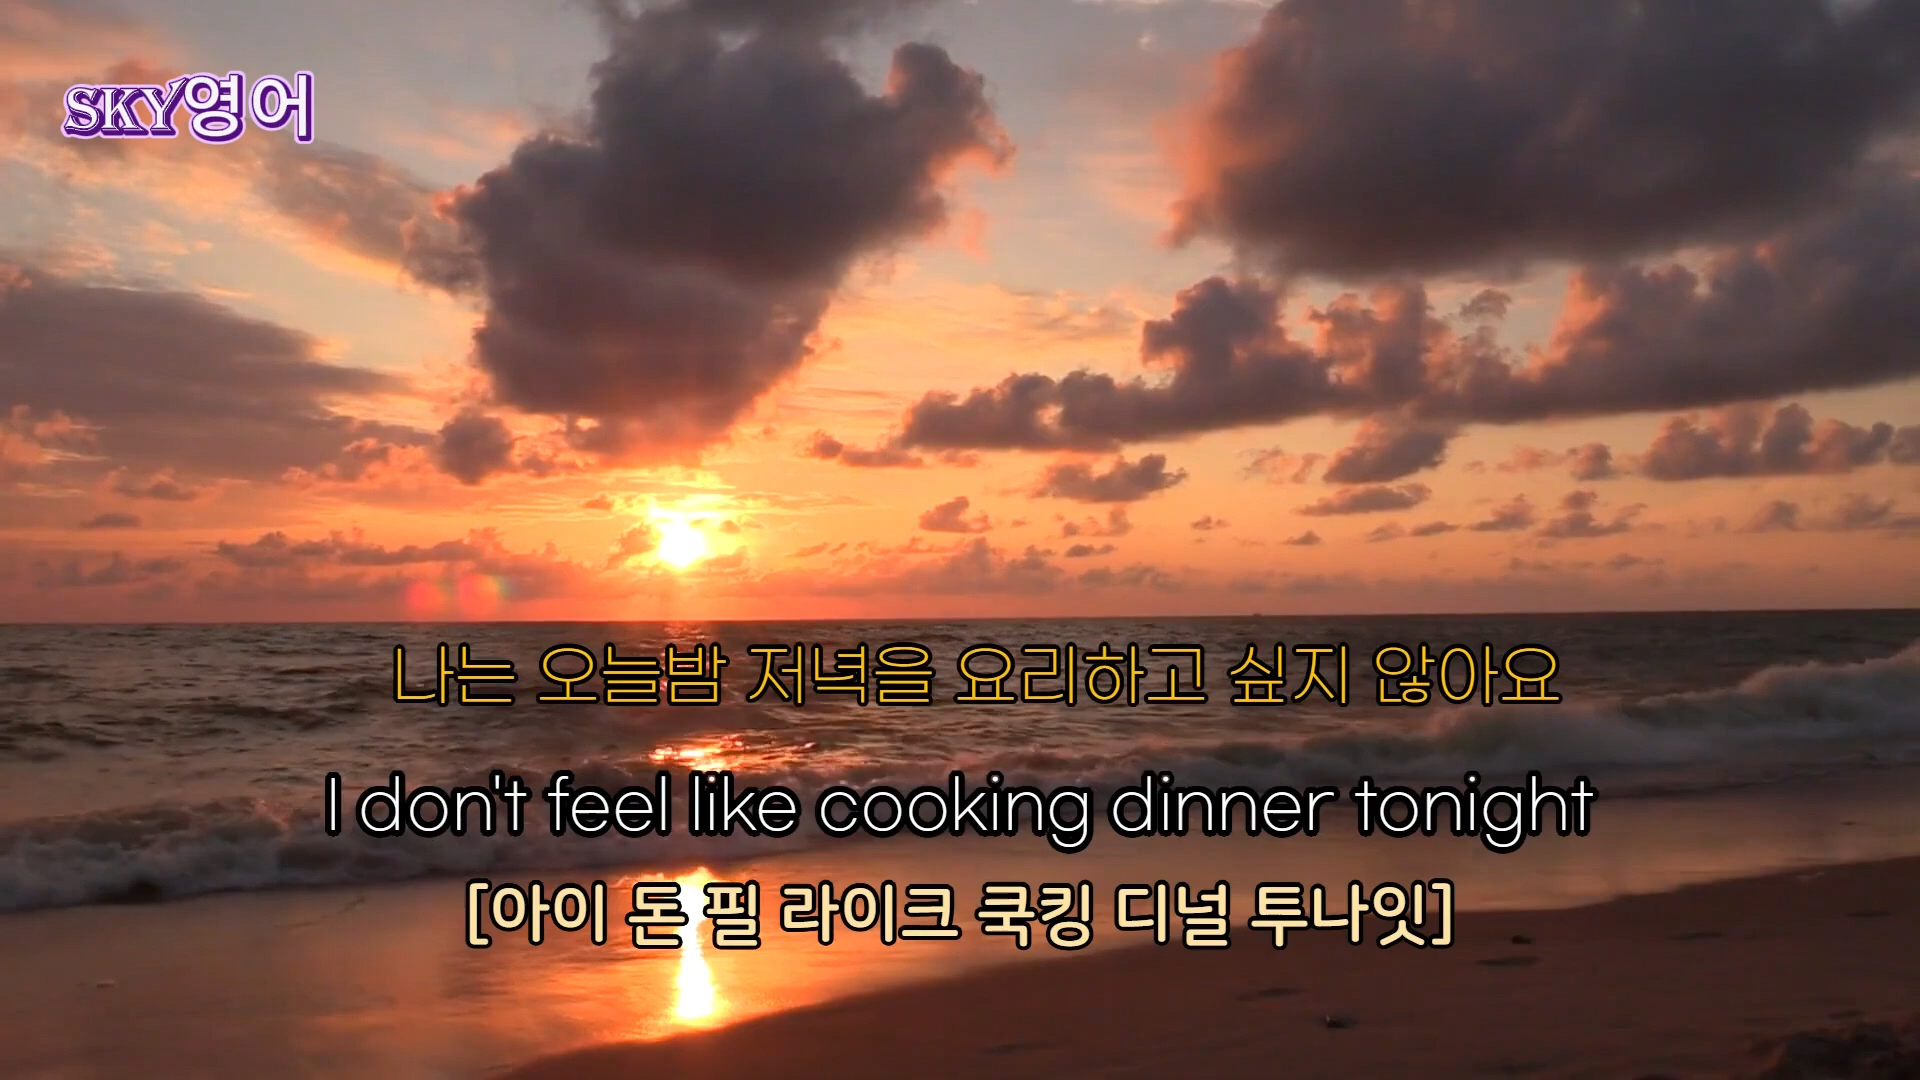 SKY영어
나는 오늘밤 저녁을 요리하고 싶지 않아요
I don't feel like cooking dinner tonight
[아이 돈 필 라이크 쿡킹 디널 투나잇]